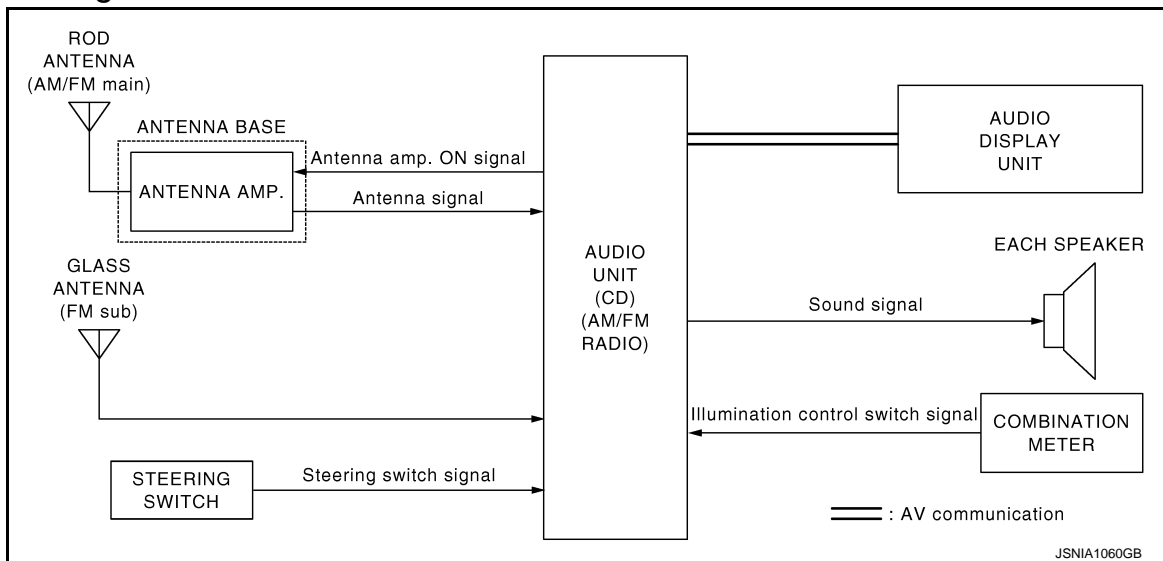 ROD
ANTENNA
(AM/FM main)
ANTENNA BASE
ANTENNA AMP.
Antenna amp. ON signal
Antenna signal
GLASS
ANTENNA
(FM sub)
STEERING
SWITCH
Steering switch signal
AUDIO
UNIT
(CD)
(AM/FM
RADIO)
AUDIO
DISPLAY
UNIT
EACH SPEAKER
Sound signal
Illumination control switch signal
COMBINATION
METER
: AV communication
JSNIA1060GB